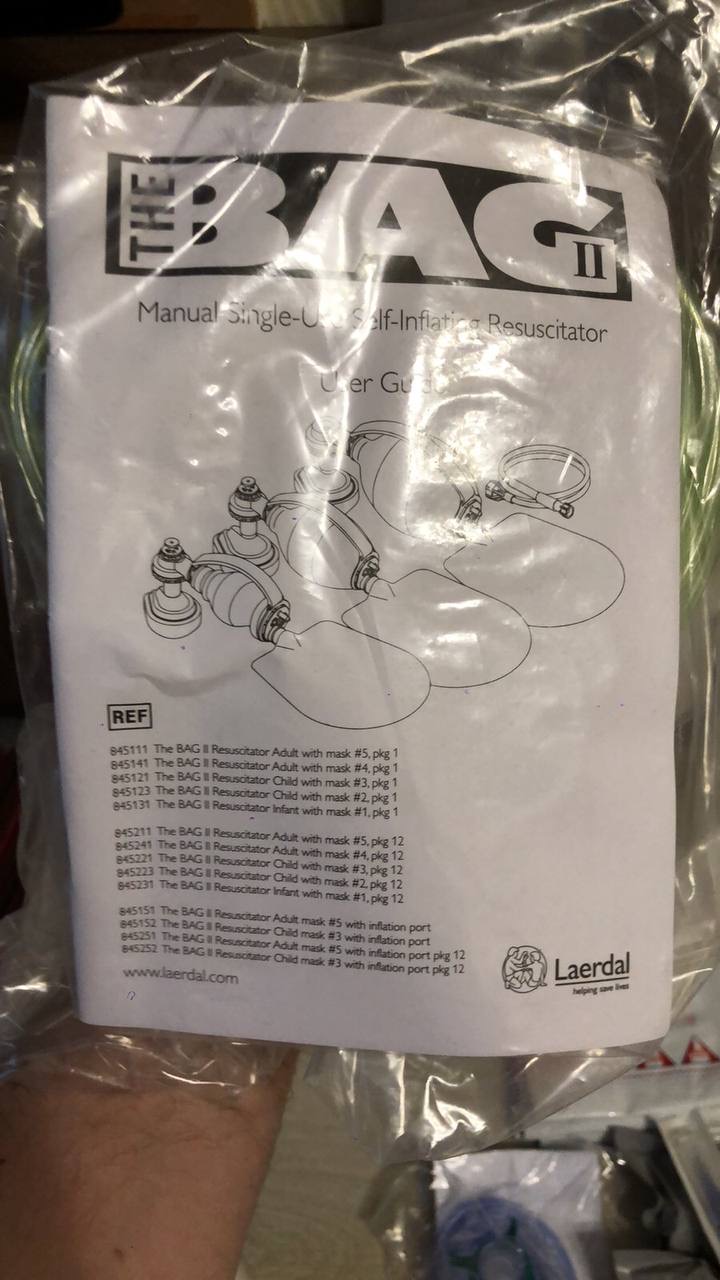 THE BAG II
Manual Single-Use Self-Inflating Resuscitator
User Guide
REF
845111 The BAG II Resuscitator Adult with mask #5, pkg 1
845141 The BAG II Resuscitator Adult with mask #4, pkg 1
845121 The BAG II Resuscitator Child with mask #3, pkg 1
845123 The BAG II Resuscitator Child with mask #2, pkg 1
845131 The BAG II Resuscitator Infant with mask #1, pkg 1
845211 The BAG II Resuscitator Adult with mask #5, pkg 12
845241 The BAG II Resuscitator Adult with mask #4, pkg 12
845221 The BAG II Resuscitator Child with mask #3, pkg 12
845223 The BAG II Resuscitator Child with mask #2, pkg 12
845231 The BAG II Resuscitator Infant with mask #1, pkg 12
845151 The BAG II Resuscitator Adult mask #5 with inflation port
845152 The BAG II Resuscitator Child mask #3 with inflation port
845251 The BAG II Resuscitator Adult mask #5 with inflation port pkg 12
845252 The BAG II Resuscitator Child mask #3 with inflation port pkg 12
www.laerdal.com
Laerdal
helping save lives